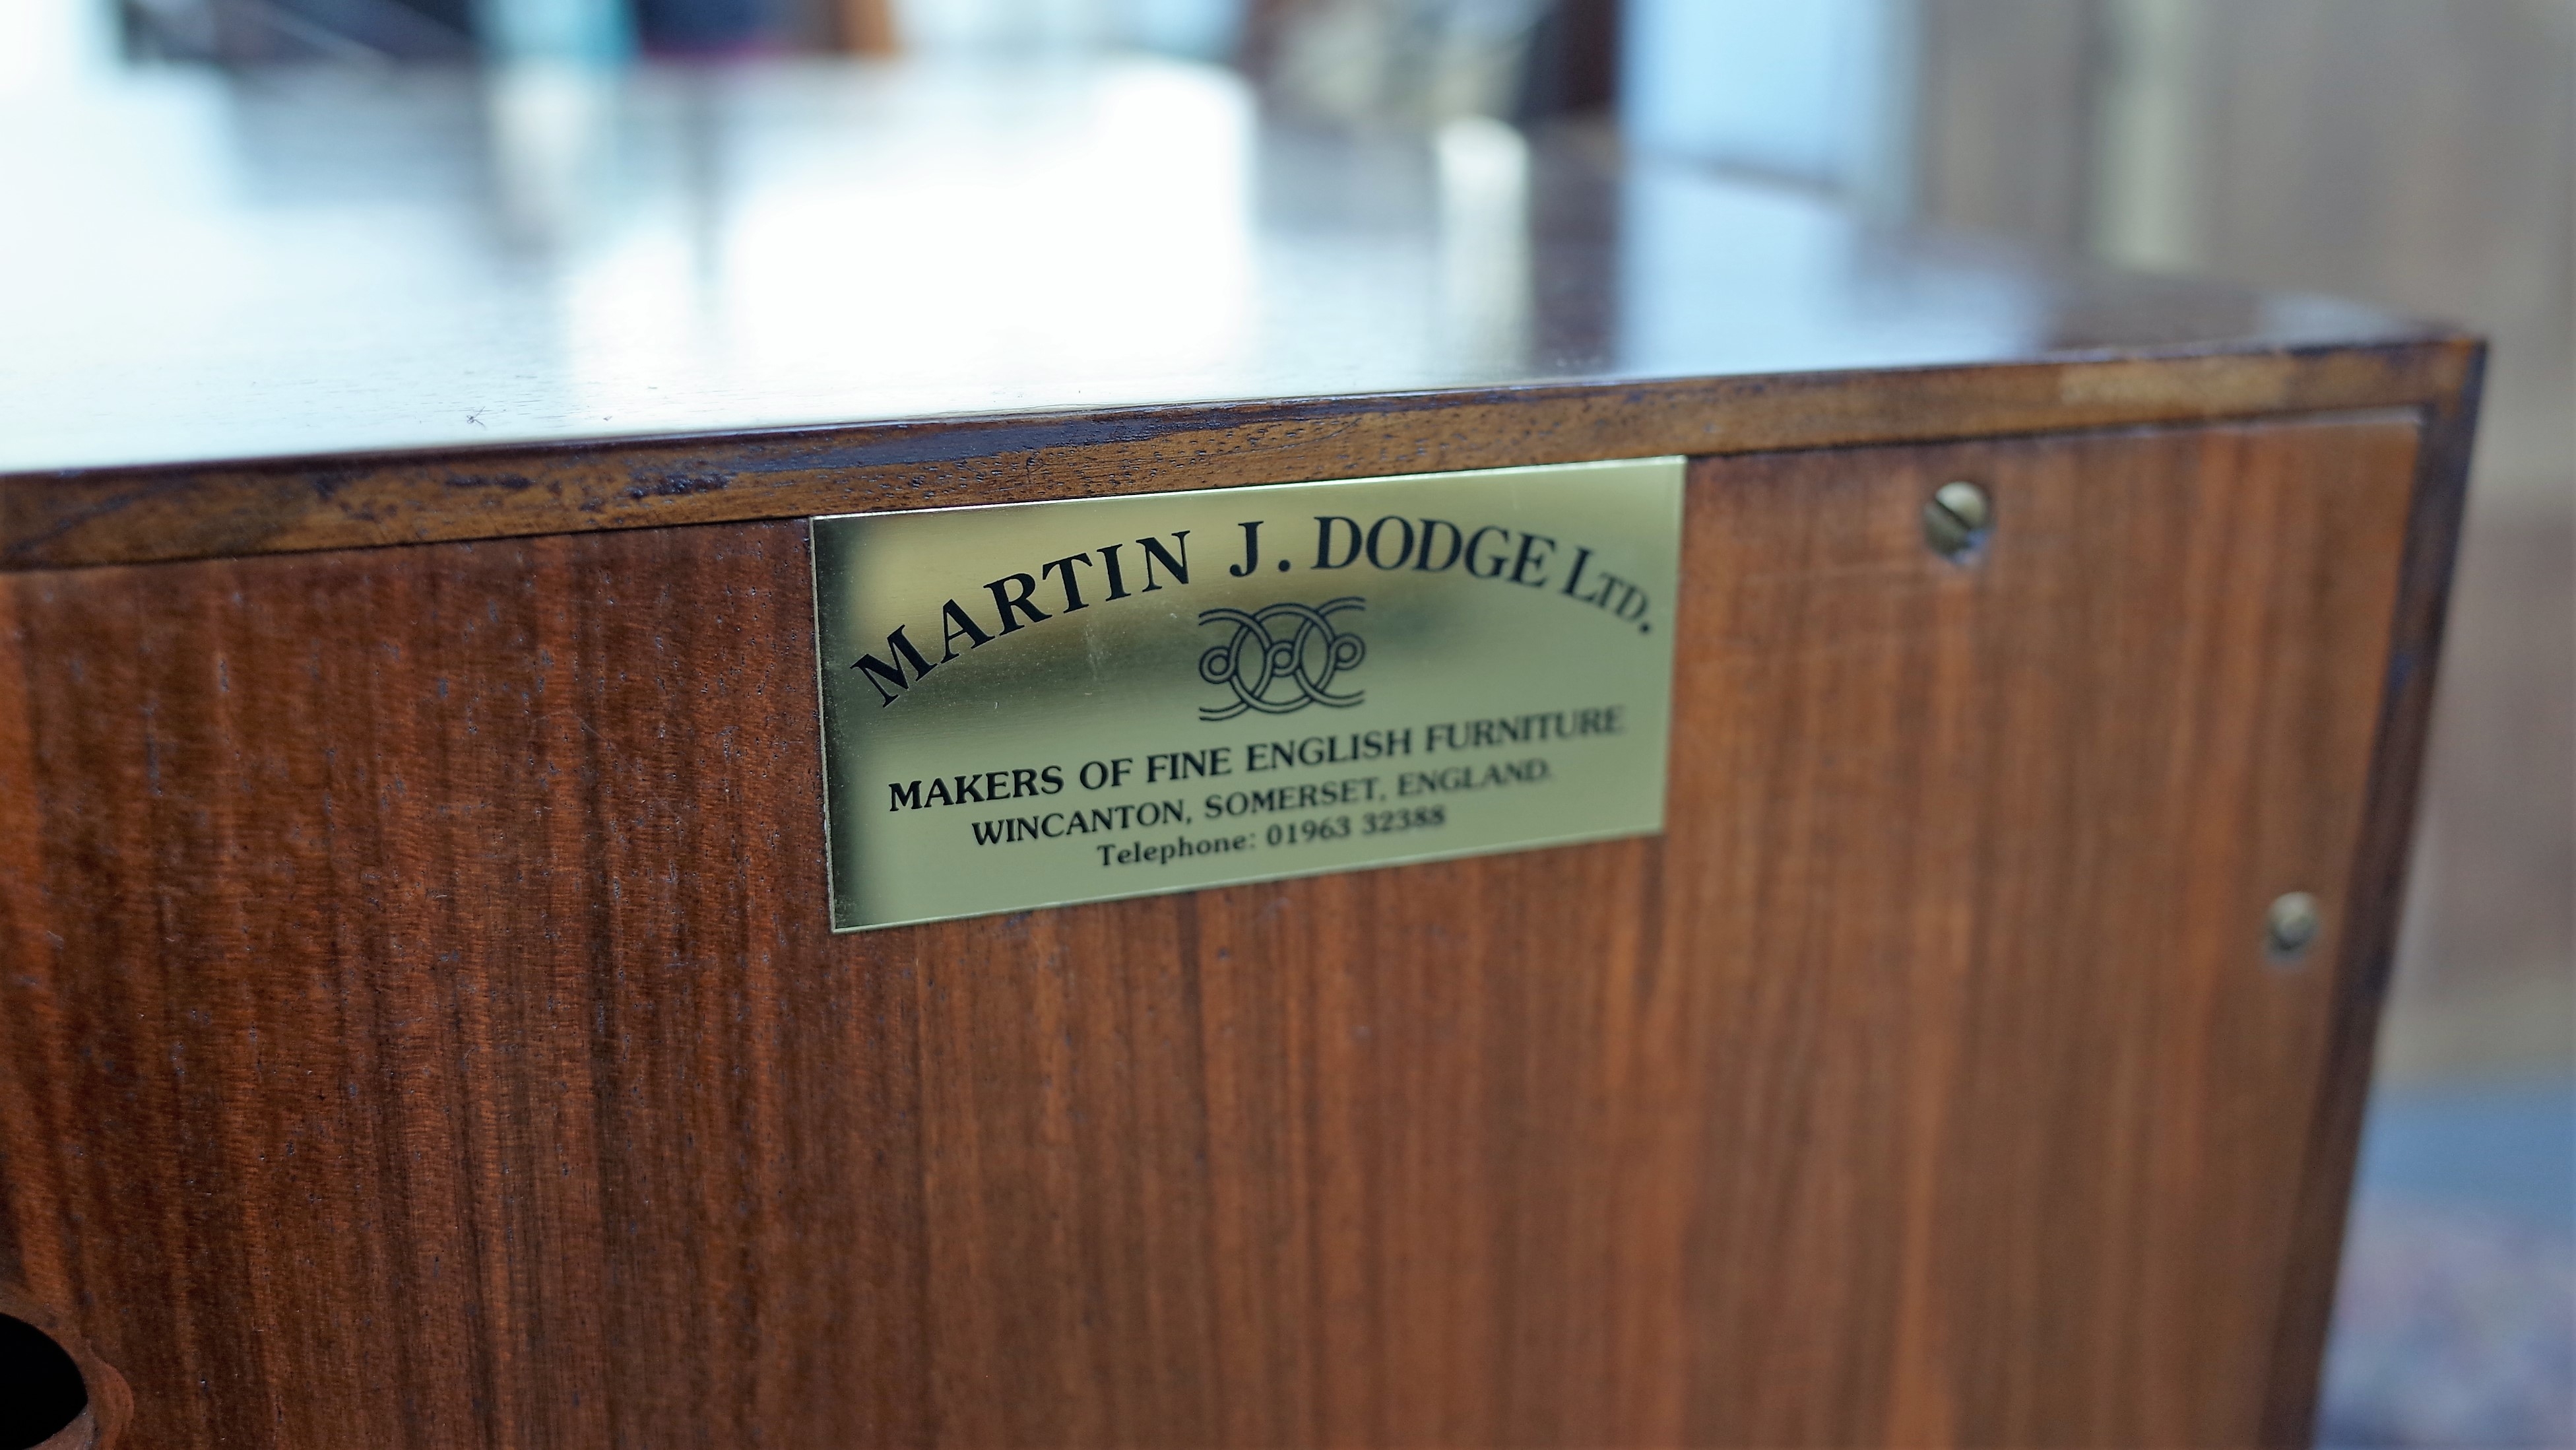 MARTIN J. DODGE LTD.
MAKERS OF FINE ENGLISH FURNITURE
WINCANTON, SOMERSET, ENGLAND.
Telephone: 01963 32388